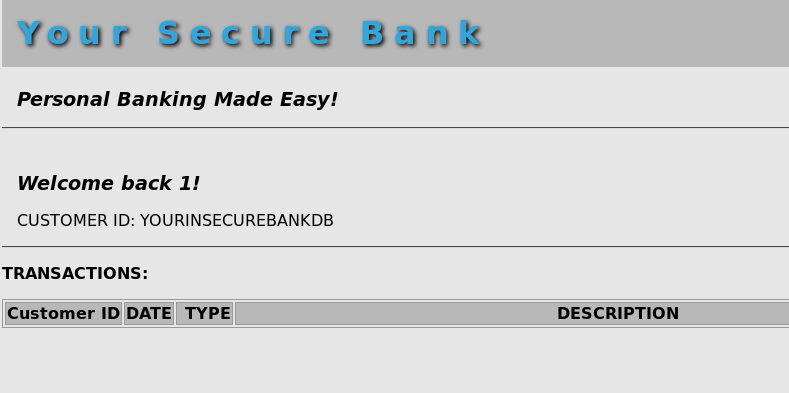 Your Secure Bank
Personal Banking Made Easy!
Welcome back 1!
CUSTOMER ID: YOURINSECUREBANKDB
TRANSACTIONS:
Customer ID DATE TYPE DESCRIPTION